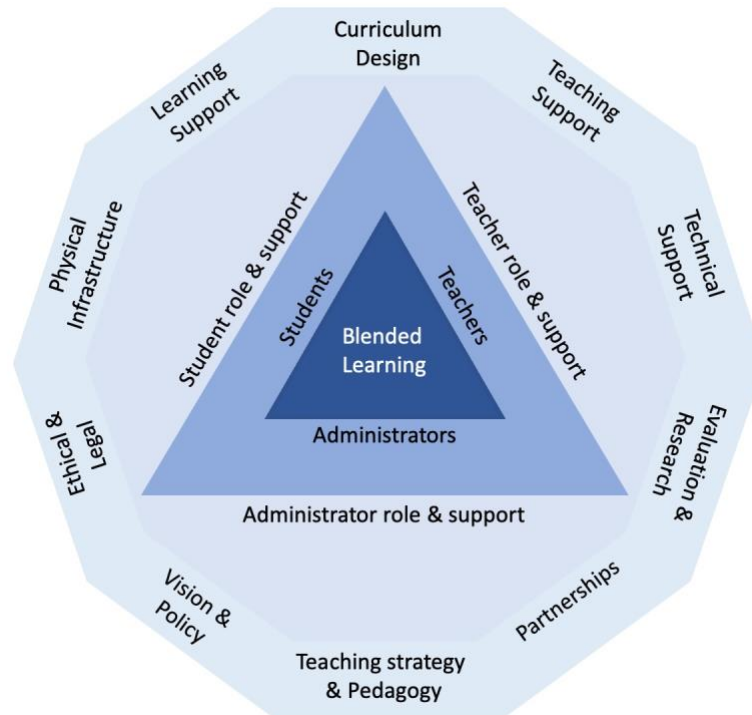 Curriculum
Design
Learning
Support
Teaching
Support
Physical
Infrastructure
Technical
Support
Student role & support
Teacher role & support
Students
Teachers
Blended
Learning
Administrators
Administrator role & support
Ethical &
Legal
Evaluation &
Research
Vision &
Policy
Partnerships
Teaching strategy
& Pedagogy